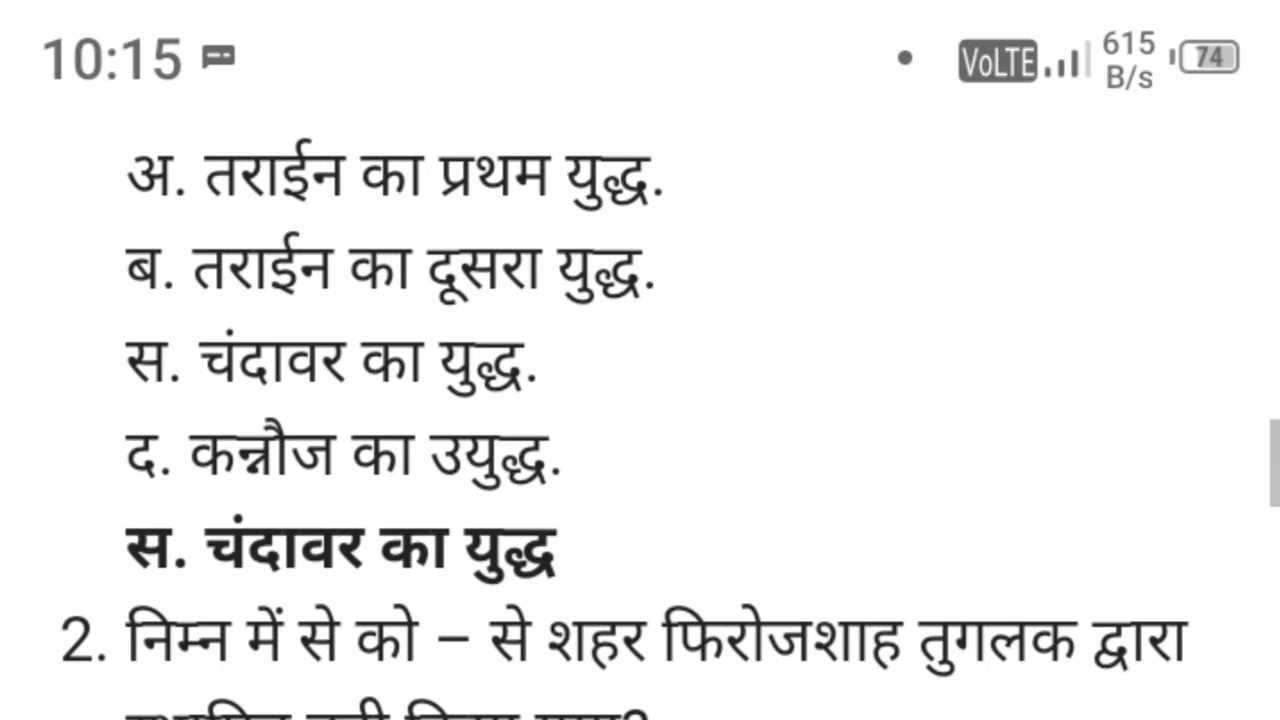 10:15
VoLTE 615 B/s 74
अ. तराईन का प्रथम युद्ध.
ब. तराईन का दूसरा युद्ध.
स. चंदावर का युद्ध.
द. कन्नौज का उयुद्ध.
स. चंदावर का युद्ध
2. निम्न में से को – से शहर फिरोजशाह तुगलक द्वारा